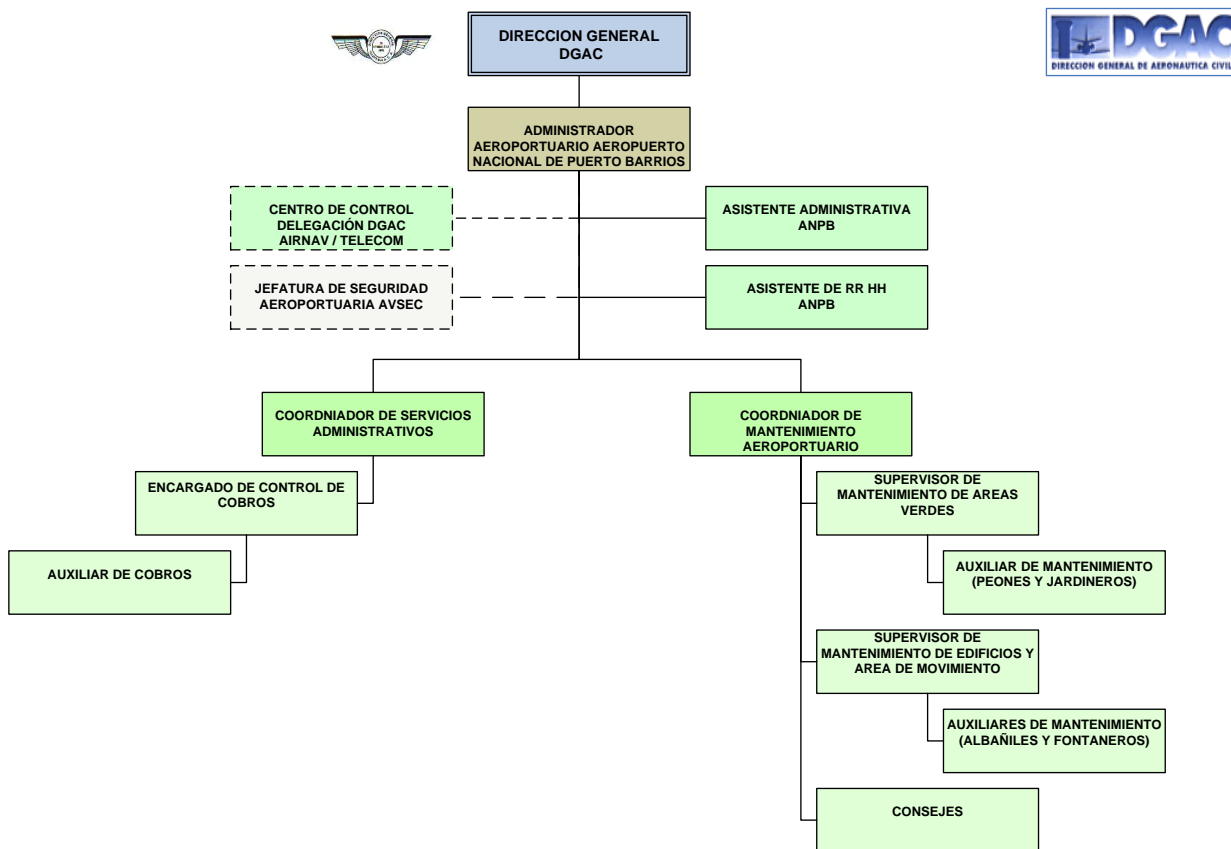 DIRECCION GENERAL
DGAC
DGAC
DIRECCION GENERAL DE AERONAUTICA CIVIL
ADMINISTRADOR
AEROPORTUARIO AEROPUERTO
NACIONAL DE PUERTO BARRIOS
CENTRO DE CONTROL
DELEGACIÓN DGAC
AIRNAV / TELECOM
ASISTENTE ADMINISTRATIVA
ANPB
JEFATURA DE SEGURIDAD
AEROPORTUARIA AVSEC
ASISTENTE DE RR HH
ANPB
COORDNIADOR DE SERVICIOS
ADMINISTRATIVOS
COORDNIADOR DE
MANTENIMIENTO
AEROPORTUARIO
ENCARGADO DE CONTROL DE
COBROS
SUPERVISOR DE
MANTENIMIENTO DE AREAS
VERDES
AUXILIAR DE COBROS
AUXILIAR DE MANTENIMIENTO
(PEONES Y JARDINEROS)
SUPERVISOR DE
MANTENIMIENTO DE EDIFICIOS Y
AREA DE MOVIMIENTO
AUXILIARES DE MANTENIMIENTO
(ALBAÑILES Y FONTANEROS)
CONSEJES